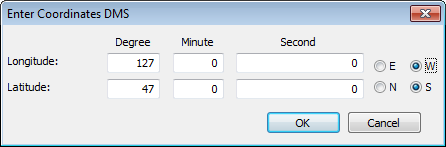 Enter Coordinates DMS
Degree Minute Second
Longitude: 127 0 0 E W
Latitude: 47 0 0 N S
OK Cancel